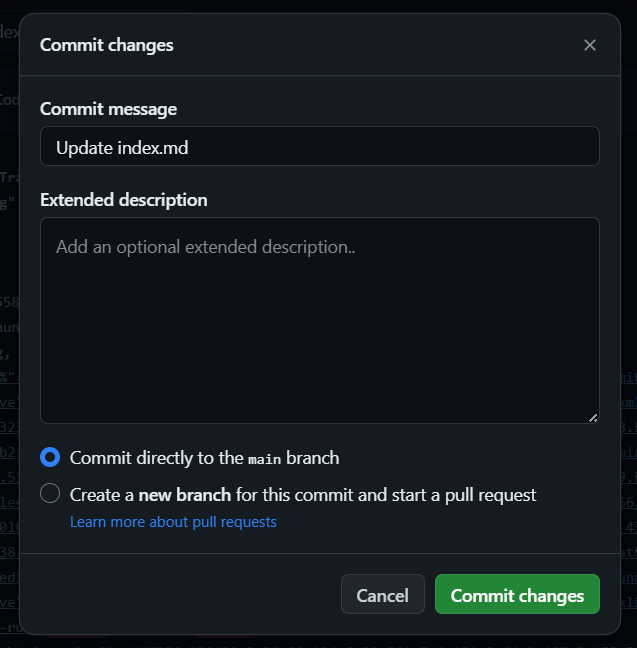 Commit changes
Commit message
Update index.md
Extended description
Add an optional extended description..
Commit directly to the main branch
Create a new branch for this commit and start a pull request
Learn more about pull requests
Cancel
Commit changes